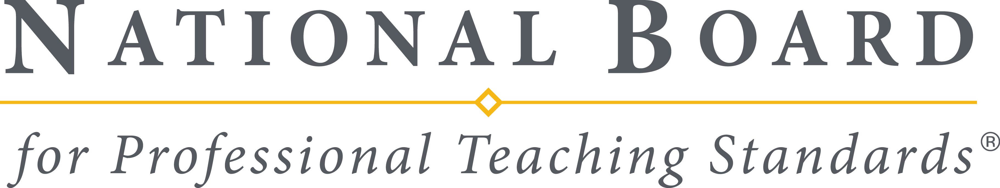 NATIONAL BOARD
for Professional Teaching Standards®